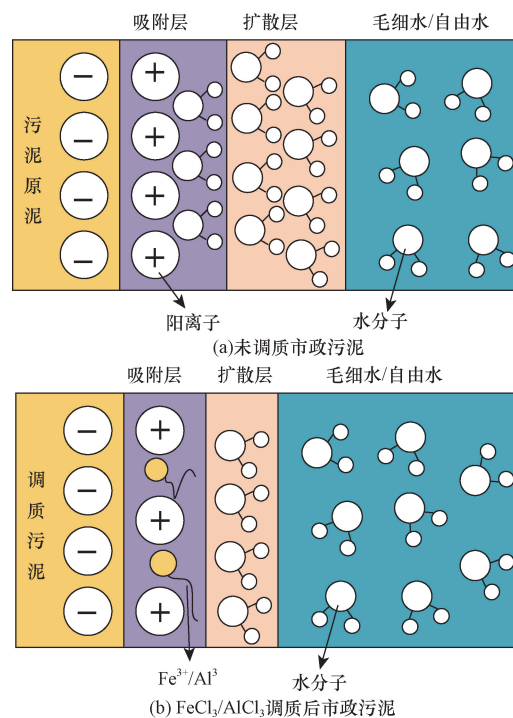 吸附层 扩散层 毛细水/自由水
污泥原泥
− + − + − + − +
阳离子 水分子
(a)未调质市政污泥
吸附层 扩散层 毛细水/自由水
调质污泥
− + − − + − +
Fe³⁺/Al³ 水分子
(b) FeCl₃/AlCl₃调质后市政污泥